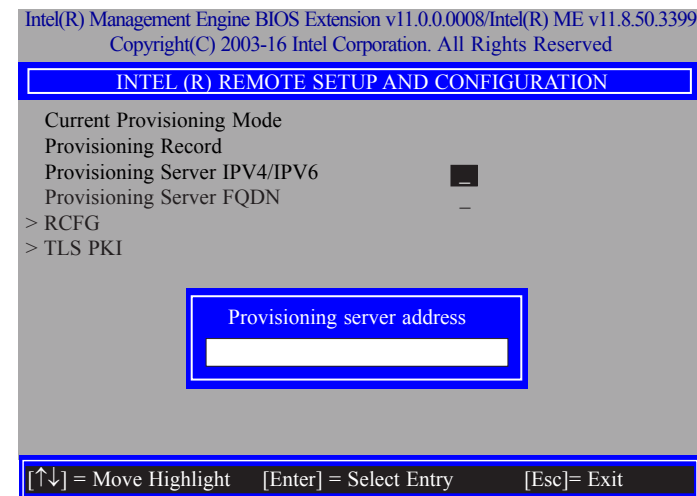 Intel(R) Management Engine BIOS Extension v11.0.0.0008/Intel(R) ME v11.8.50.3399
Copyright(C) 2003-16 Intel Corporation. All Rights Reserved
INTEL (R) REMOTE SETUP AND CONFIGURATION
Current Provisioning Mode
Provisioning Record
Provisioning Server IPV4/IPV6 _
Provisioning Server FQDN _
> RCFG
> TLS PKI
Provisioning server address
[↑↓] = Move Highlight [Enter] = Select Entry [Esc]= Exit